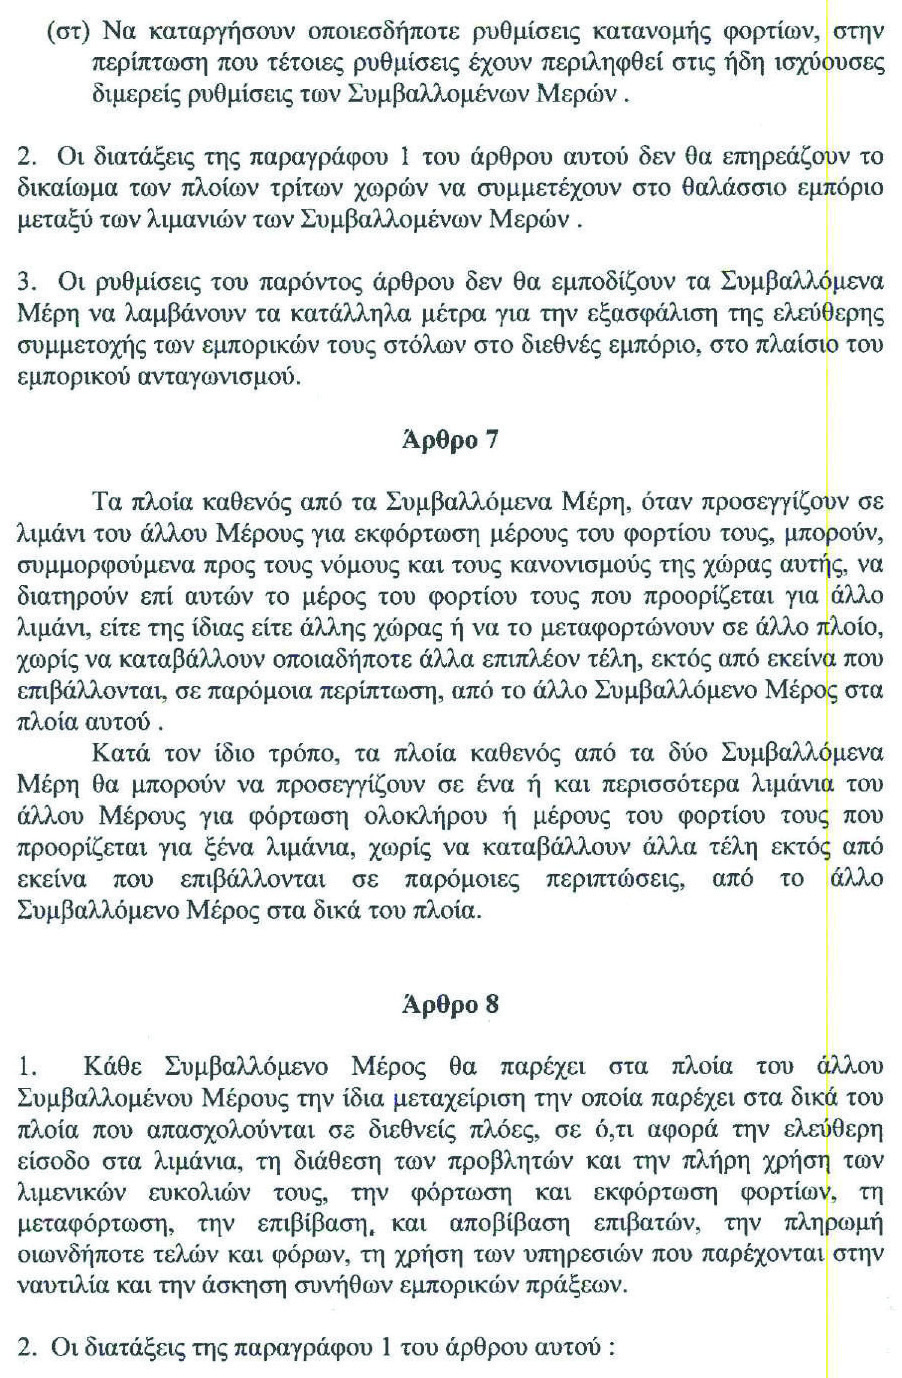 (στ) Να καταργήσουν οποιεσδήποτε ρυθμίσεις κατανομής φορτίων, στην
περίπτωση που τέτοιες ρυθμίσεις έχουν περιληφθεί στις ήδη ισχύουσες
διμερείς ρυθμίσεις των Συμβαλλομένων Μερών .
2. Οι διατάξεις της παραγράφου 1 του άρθρου αυτού δεν θα επηρεάζουν το
δικαίωμα των πλοίων τρίτων χωρών να συμμετέχουν στο θαλάσσιο εμπόριο
μεταξύ των λιμανιών των Συμβαλλομένων Μερών .
3. Οι ρυθμίσεις του παρόντος άρθρου δεν θα εμποδίζουν τα Συμβαλλόμενα
Μέρη να λαμβάνουν τα κατάλληλα μέτρα για την εξασφάλιση της ελεύθερης
συμμετοχής των εμπορικών τους στόλων στο διεθνές εμπόριο, στο πλαίσιο του
εμπορικού ανταγωνισμού.
Άρθρο 7
Τα πλοία καθενός από τα Συμβαλλόμενα Μέρη, όταν προσεγγίζουν σε
λιμάνι του άλλου Μέρους για εκφόρτωση μέρους του φορτίου τους, μπορούν,
συμμορφούμενα προς τους νόμους και τους κανονισμούς της χώρας αυτής, να
διατηρούν επί αυτών το μέρος του φορτίου τους που προορίζεται για άλλο
λιμάνι, είτε της ίδιας είτε άλλης χώρας ή να το μεταφορτώνουν σε άλλο πλοίο,
χωρίς να καταβάλλουν οποιαδήποτε άλλα επιπλέον τέλη, εκτός από εκείνα που
επιβάλλονται, σε παρόμοια περίπτωση, από το άλλο Συμβαλλόμενο Μέρος στα
πλοία αυτού .
Κατά τον ίδιο τρόπο, τα πλοία καθενός από τα δύο Συμβαλλόμενα
Μέρη θα μπορούν να προσεγγίζουν σε ένα ή και περισσότερα λιμάνια του
άλλου Μέρους για φόρτωση ολοκλήρου ή μέρους του φορτίου τους που
προορίζεται για ξένα λιμάνια, χωρίς να καταβάλλουν άλλα τέλη εκτός από
εκείνα που επιβάλλονται σε παρόμοιες περιπτώσεις, από το άλλο
Συμβαλλόμενο Μέρος στα δικά του πλοία.
Άρθρο 8
1. Κάθε Συμβαλλόμενο Μέρος θα παρέχει στα πλοία του άλλου
Συμβαλλομένου Μέρους την ίδια μεταχείριση την οποία παρέχει στα δικά του
πλοία που απασχολούνται σε διεθνείς πλόες, σε ό,τι αφορά την ελεύθερη
είσοδο στα λιμάνια, τη διάθεση των προβλητών και την πλήρη χρήση των
λιμενικών ευκολιών τους, την φόρτωση και εκφόρτωση φορτίων, τη
μεταφόρτωση, την επιβίβαση, και αποβίβαση επιβατών, την πληρωμή
οιωνδήποτε τελών και φόρων, τη χρήση των υπηρεσιών που παρέχονται στην
ναυτιλία και την άσκηση συνήθων εμπορικών πράξεων.
2. Οι διατάξεις της παραγράφου 1 του άρθρου αυτού :